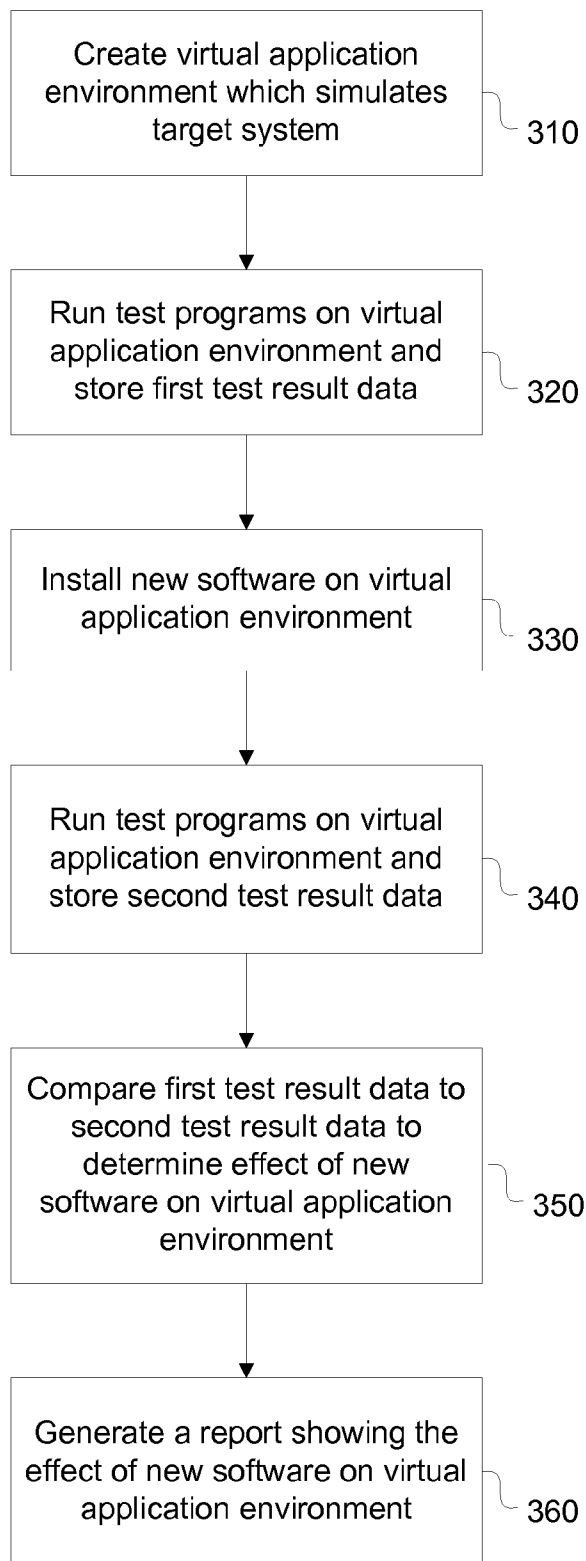 Create virtual application
environment which simulates
target system
310
Run test programs on virtual
application environment and
store first test result data
320
Install new software on virtual
application environment
330
Run test programs on virtual
application environment and
store second test result data
340
Compare first test result data to
second test result data to
determine effect of new
software on virtual application
environment
350
Generate a report showing the
effect of new software on virtual
application environment
360